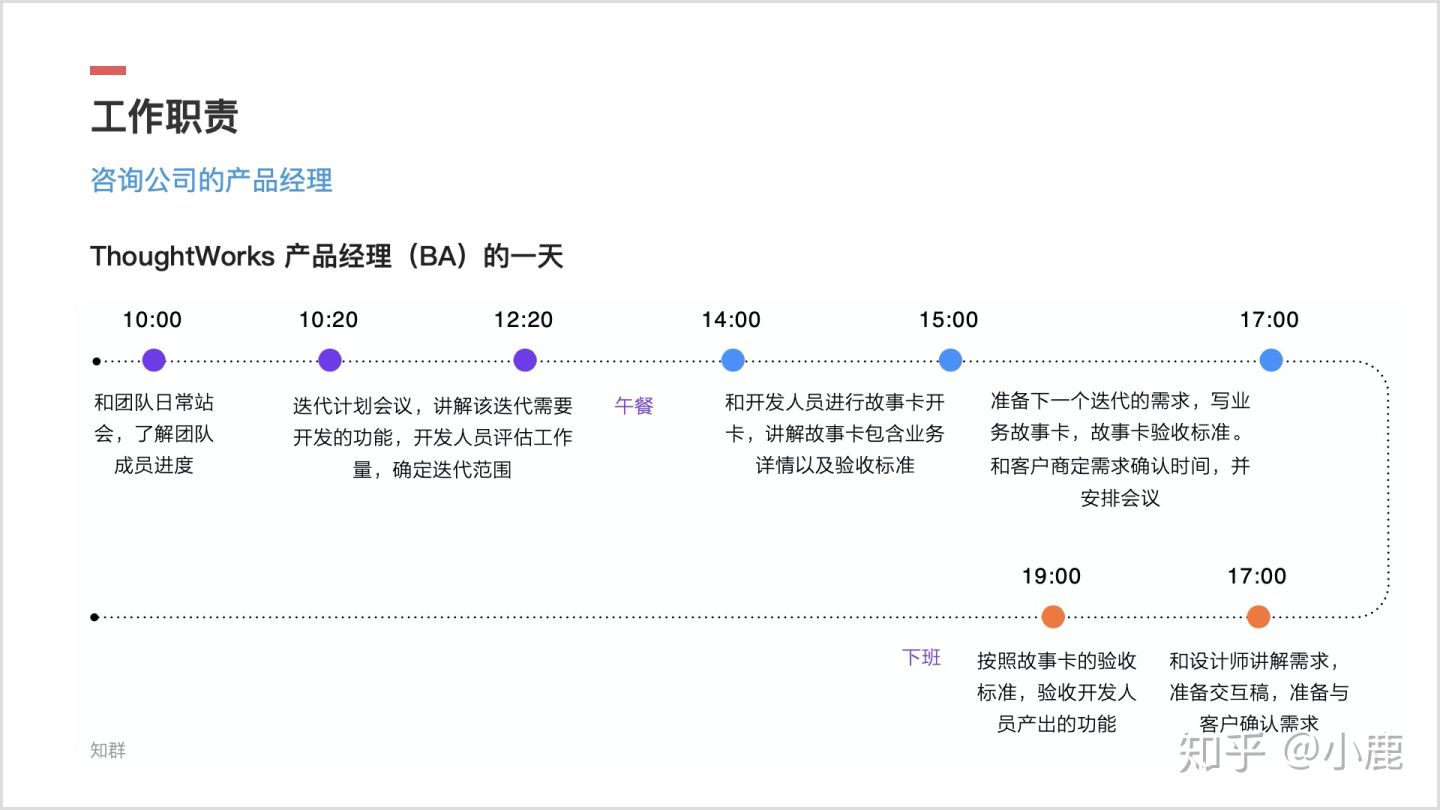 工作职责
咨询公司的产品经理
ThoughtWorks 产品经理（BA）的一天
10:00
10:20
12:20
14:00
15:00
17:00
和团队日常站
会，了解团队
成员进度
迭代计划会议，讲解该迭代需要
开发的功能，开发人员评估工作
量，确定迭代范围
午餐
和开发人员进行故事卡开
卡，讲解故事卡包含业务
详情以及验收标准
准备下一个迭代的需求，写业
务故事卡，故事卡验收标准。
和客户商定需求确认时间，并
安排会议
17:00
和设计师讲解需求，
准备交互稿，准备与
客户确认需求
19:00
按照故事卡的验收
标准，验收开发人
员产出的功能
下班
知群
知乎 @小鹿